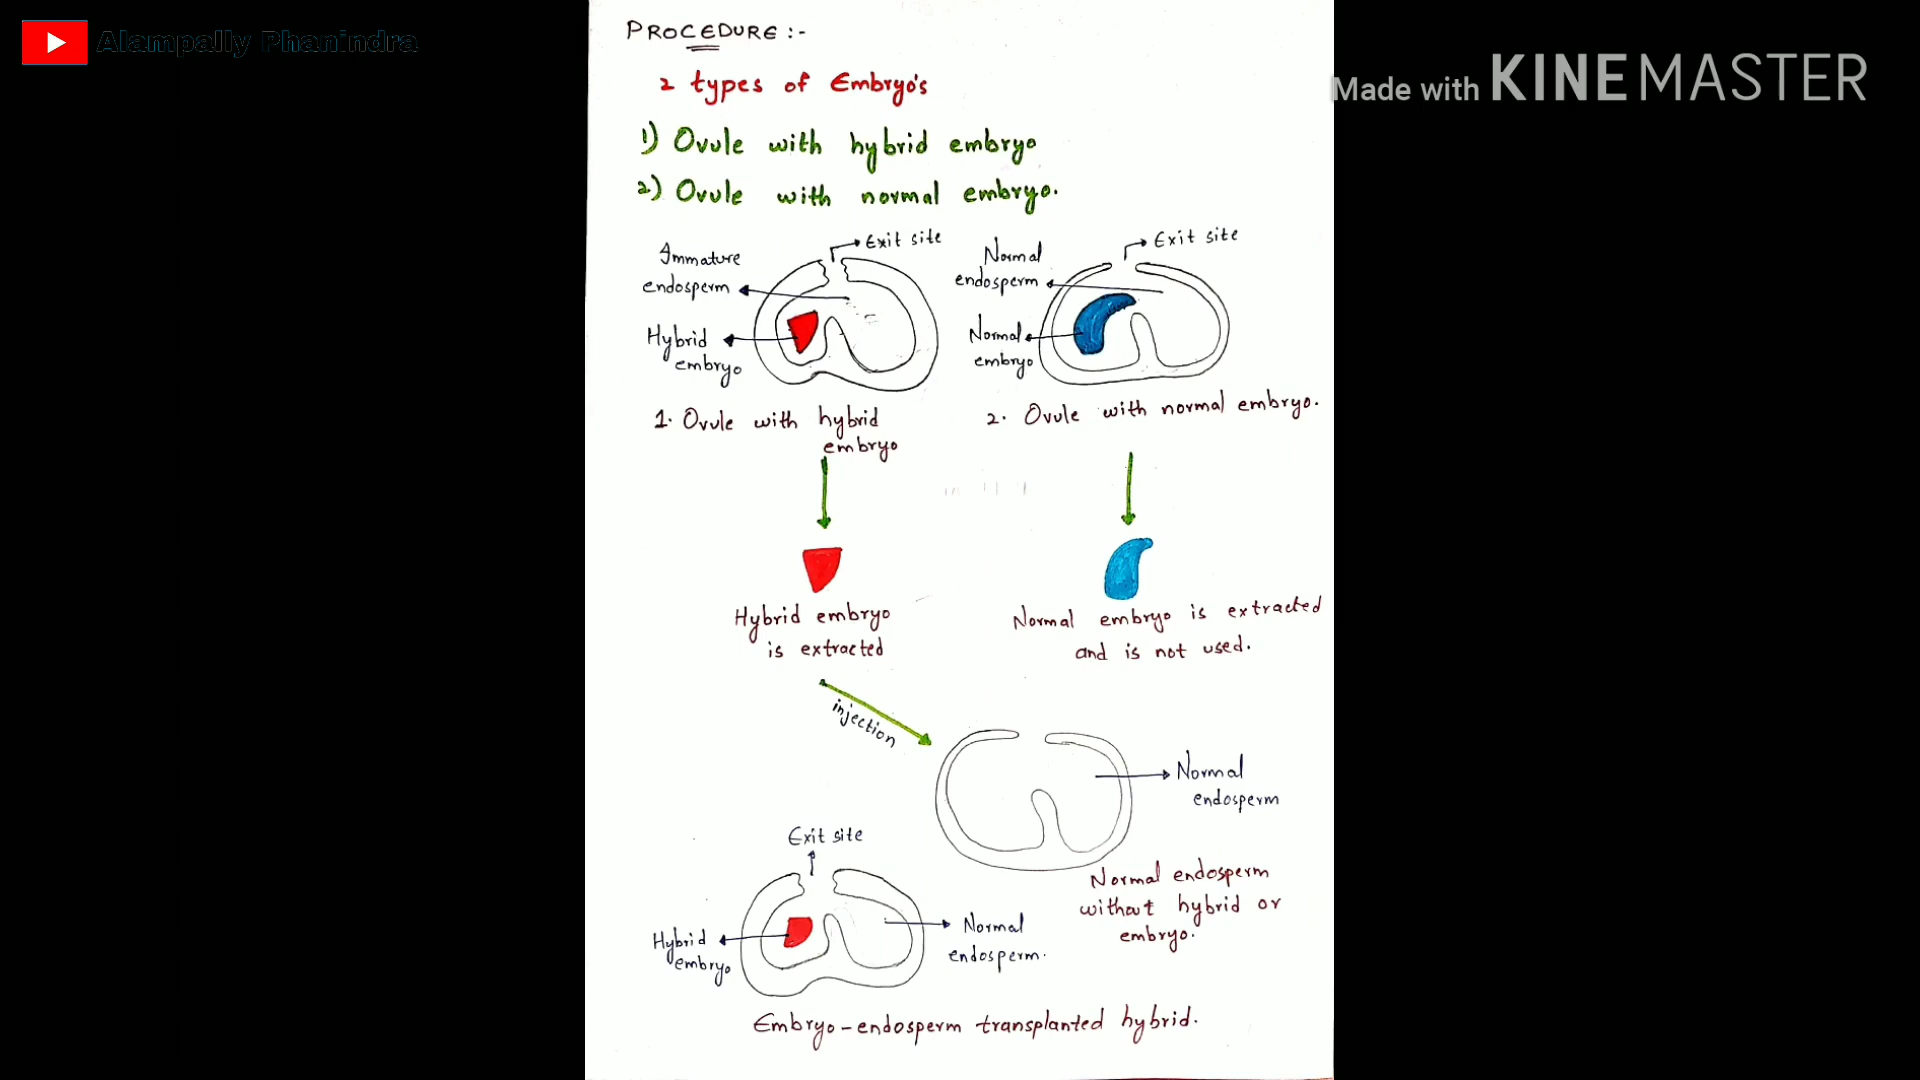 Alampally Phanindra
Made with KINEMASTER
PROCEDURE :-
2 types of Embryo's
1) Ovule with hybrid embryo
2) Ovule with normal embryo.
Exit site
Immature
endosperm
Hybrid
embryo
Exit site
Normal
endosperm
Normal
embryo
1. Ovule with hybrid
embryo
2. Ovule with normal embryo.
Hybrid embryo
is extracted
Normal embryo is extracted
and is not used.
injection
Normal
endosperm
Normal endosperm
without hybrid or
embryo.
Exit site
Hybrid
embryo
Normal
endosperm.
Embryo-endosperm transplanted hybrid.